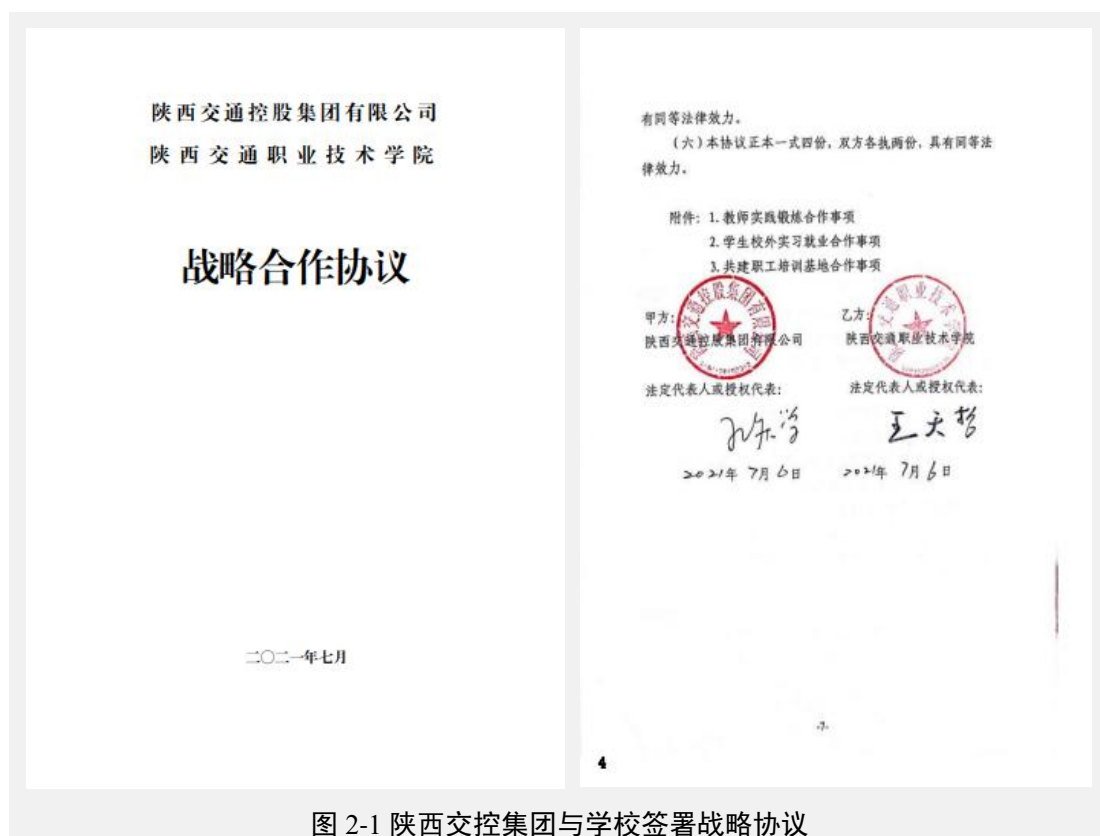 陕西交通控股集团有限公司
陕西交通职业技术学院
战略合作协议
二〇二一年七月
有同等法律效力。
（六）本协议正本一式四份，双方各执两份，具有同等法
律效力。
附件：1.教师实践锻炼合作事项
2.学生校外实习就业合作事项
3.共建职工培训基地合作事项
甲方：
乙方：
陕西交通控股集团有限公司
陕西交通职业技术学院
法定代表人或授权代表：
法定代表人或授权代表：
王天哲
2021年7月6日
2021年7月6日
-7-
4
图 2-1 陕西交控集团与学校签署战略协议